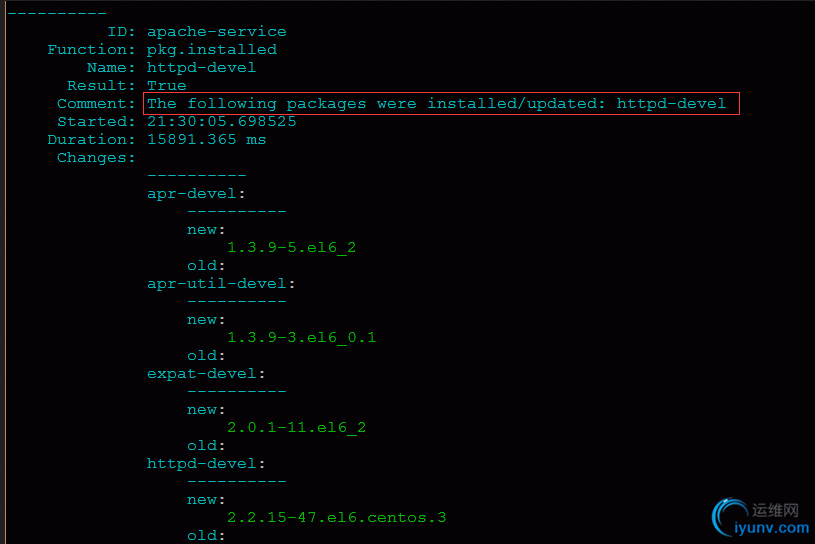 ----------
ID: apache-service
Function: pkg.installed
Name: httpd-devel
Result: True
Comment: The following packages were installed/updated: httpd-devel
Started: 21:30:05.698525
Duration: 15891.365 ms
Changes:
----------
apr-devel:
----------
new:
1.3.9-5.el6_2
old:
apr-util-devel:
----------
new:
1.3.9-3.el6_0.1
old:
expat-devel:
----------
new:
2.0.1-11.el6_2
old:
httpd-devel:
----------
new:
2.2.15-47.el6.centos.3
old:
运维网
iyunv.com